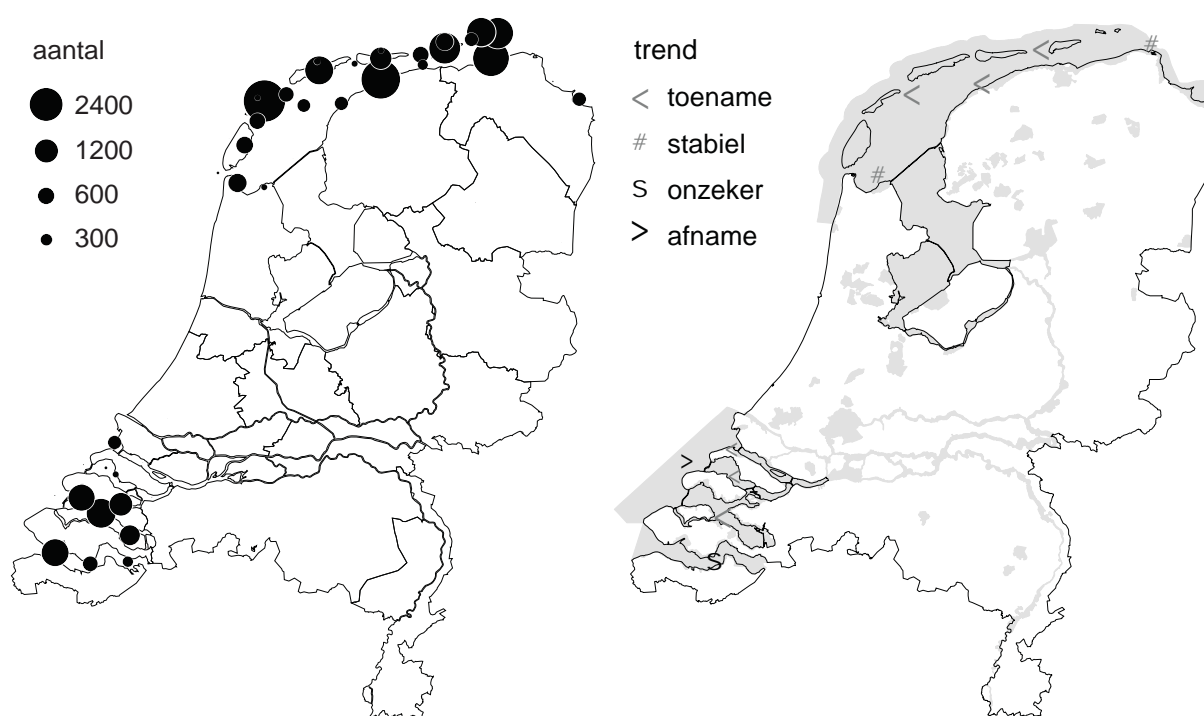 aantal
2400
1200
600
300
trend
< toename
# stabiel
S onzeker
> afname
<
<
<
#
#
>
<
<
S